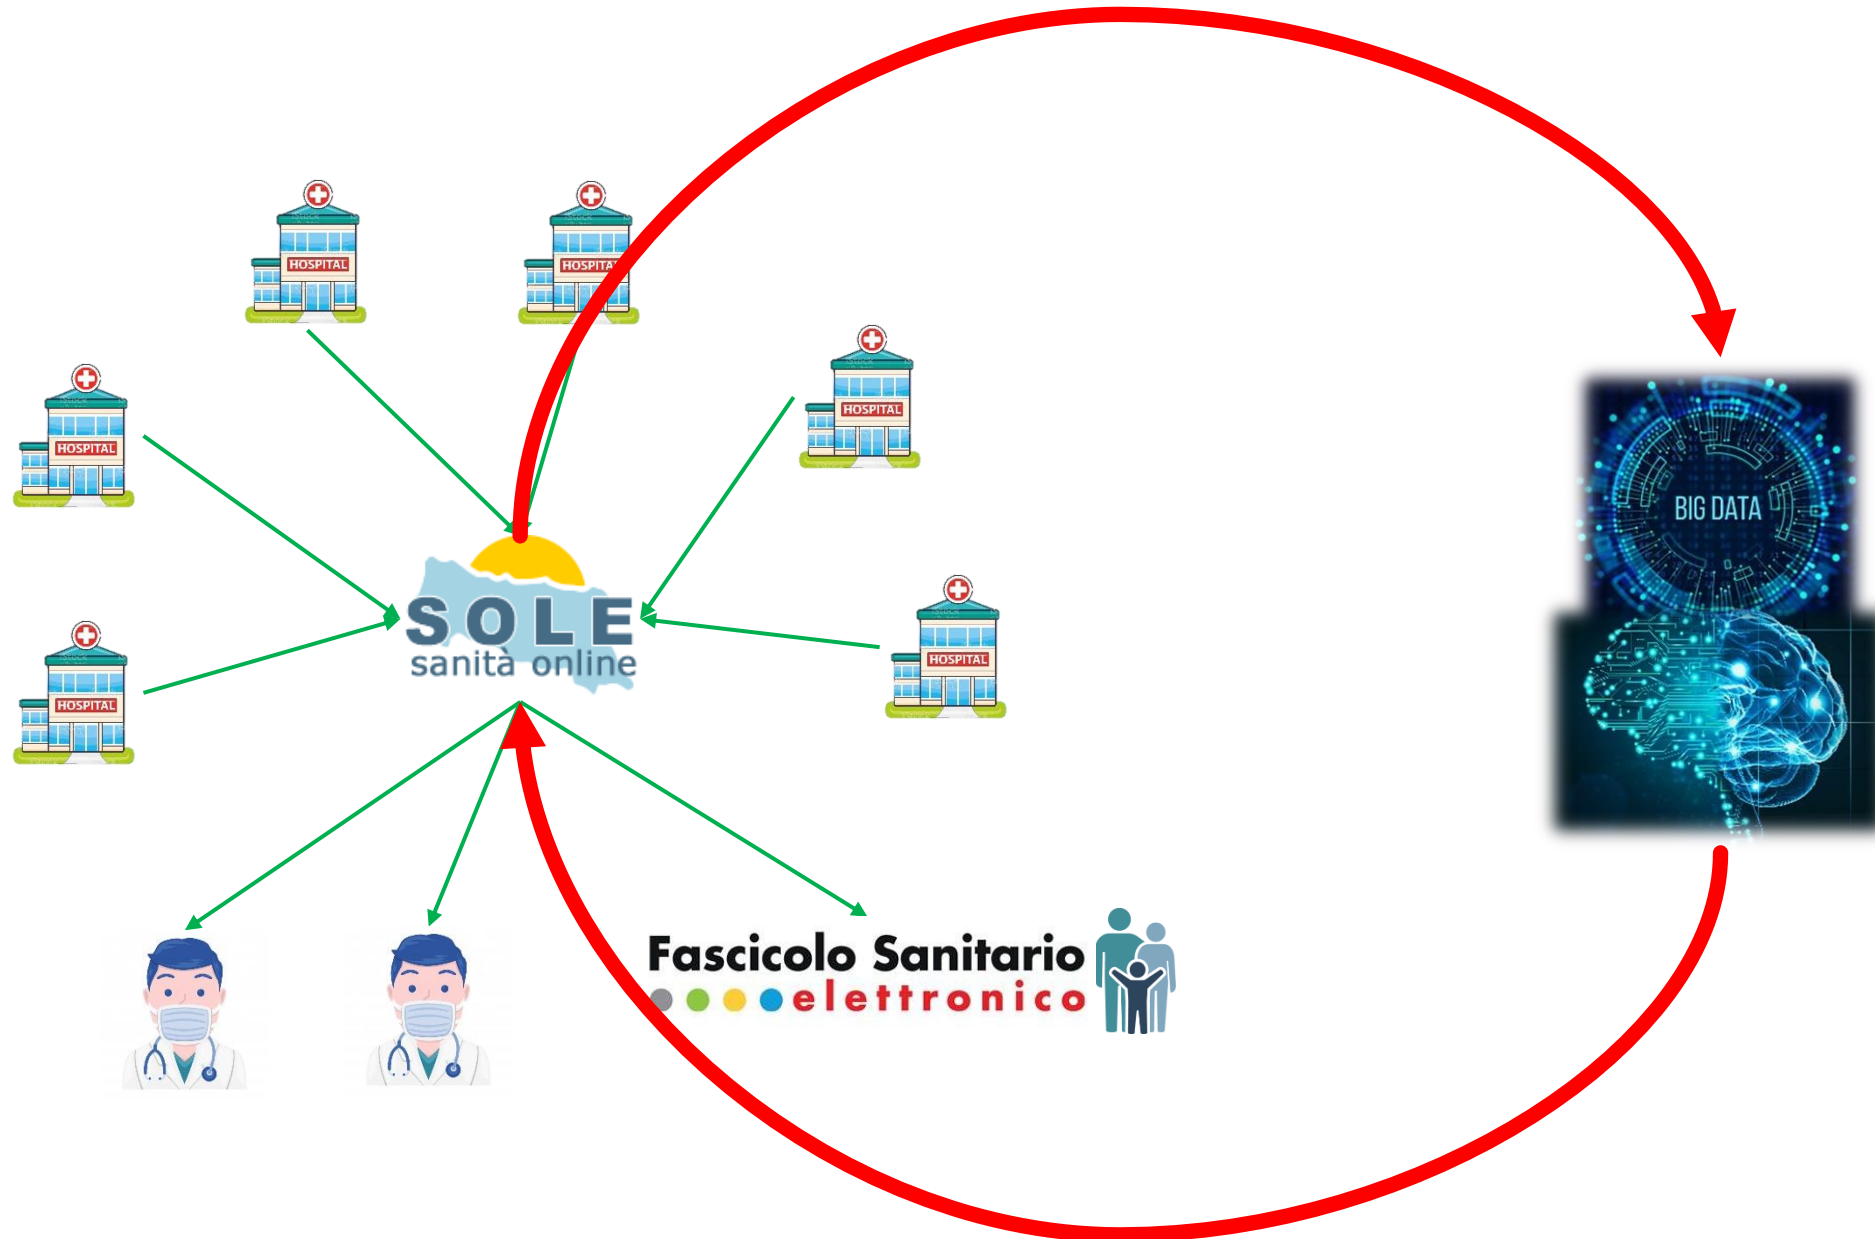 HOSPITAL
HOSPITAL
HOSPITAL
HOSPITAL
BIG DATA
SOLE
sanità online
HOSPITAL
HOSPITAL
Fascicolo Sanitario
elettronico